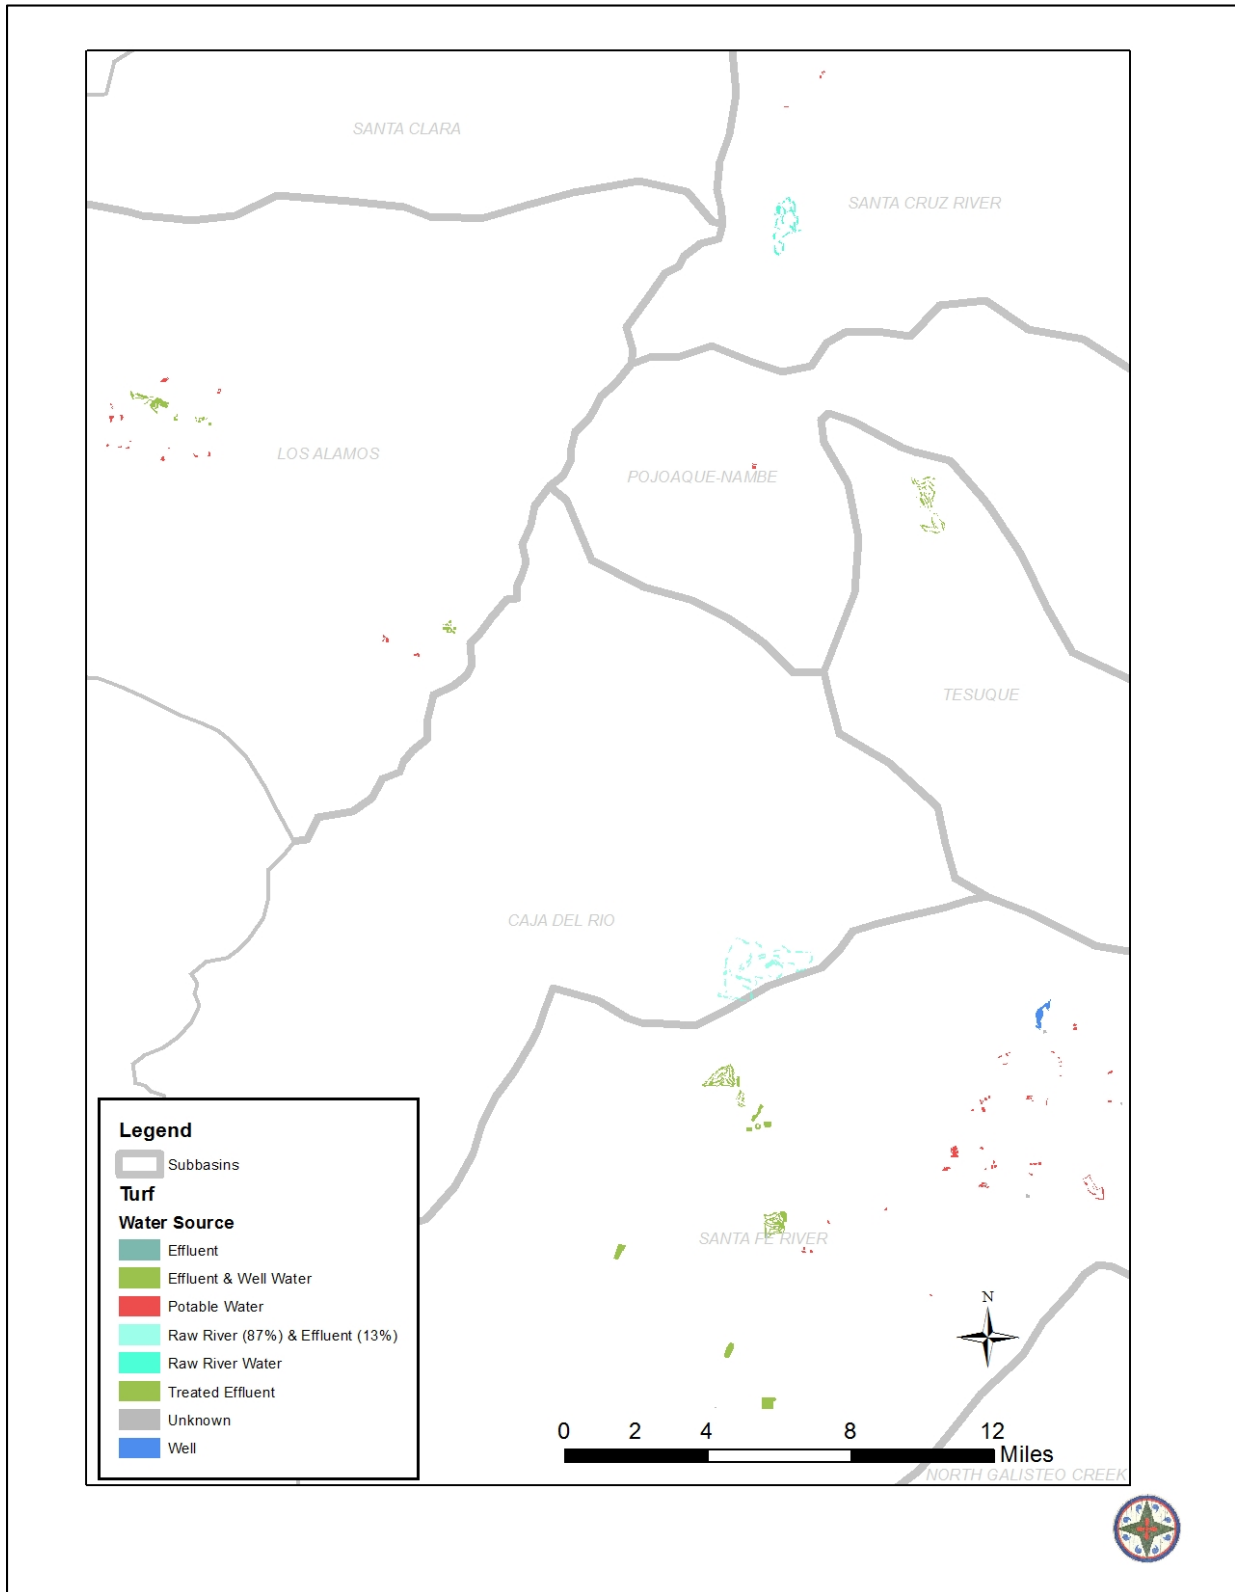 SANTA CLARA
SANTA CRUZ RIVER
LOS ALAMOS
POJOAQUE-NAMBE
TESUQUE
CAJA DEL RIO
SANTA FE RIVER
NORTH GALISTEO CREEK
Legend
Subbasins
Turf
Water Source
Effluent
Effluent & Well Water
Potable Water
Raw River (87%) & Effluent (13%)
Raw River Water
Treated Effluent
Unknown
Well
N
0 2 4 8 12
Miles